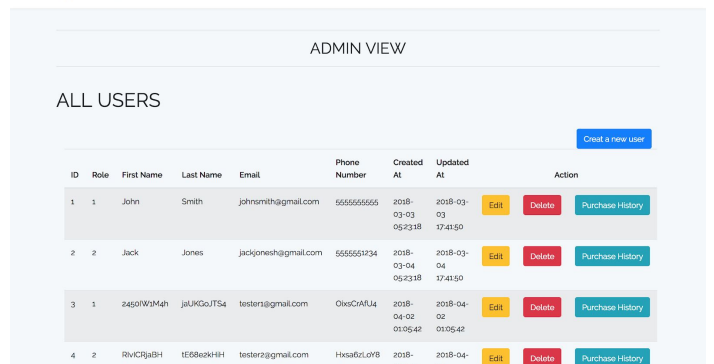 ADMIN VIEW
ALL USERS
Creat a new user
ID Role First Name Last Name Email Phone Number Created At Updated At Action
1 1 John Smith johnsmith@gmail.com 5555555555 2018-03-03 05:23:18 2018-03-03 17:41:50 Edit Delete Purchase History
2 2 Jack Jones jackjonesh@gmail.com 5555551234 2018-03-04 05:23:18 2018-03-04 17:41:50 Edit Delete Purchase History
3 1 2450IW1M4h jaUKGoJTS4 tester1@gmail.com OixsCrAfU4 2018-04-02 01:05:42 2018-04-02 01:05:42 Edit Delete Purchase History
4 2 RIvICRjaBH tE68e2kHiH tester2@gmail.com Hxsa6zLoY8 2018- 2018-04- Edit Delete Purchase History